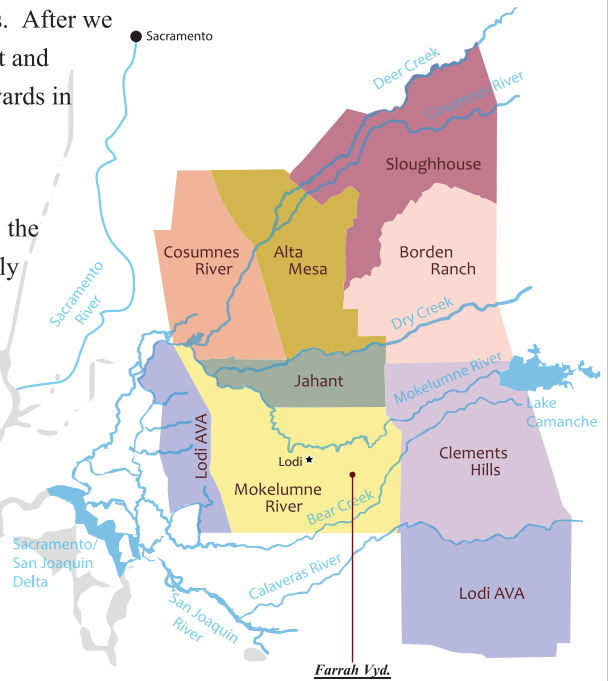 s.  After we
Sacramento
t and
vards in
the
ly
Deer Creek
Cosumnes River
Sloughhouse
Cosumnes
River
Alta
Mesa
Borden
Ranch
Sacramento
River
Dry Creek
Jahant
Mokelumne River
Lake
Camanche
Lodi AVA
Lodi
Clements
Hills
Mokelumne
River
Bear Creek
Sacramento/
San Joaquin
Delta
Calaveras River
San Joaquin
River
Lodi AVA
Farrah Vyd.